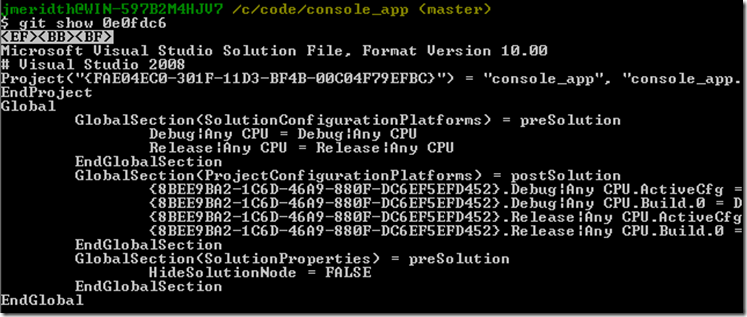 jmeridth@WIN-597B2M4HJV7 /c/code/console_app (master)
$ git show 0e0fdc6
<EF><BB><BF>
Microsoft Visual Studio Solution File, Format Version 10.00
# Visual Studio 2008
Project("{FAE04EC0-301F-11D3-BF4B-00C04F79EFBC}") = "console_app", "console_app.
EndProject
Global
GlobalSection(SolutionConfigurationPlatforms) = preSolution
Debug|Any CPU = Debug|Any CPU
Release|Any CPU = Release|Any CPU
EndGlobalSection
GlobalSection(ProjectConfigurationPlatforms) = postSolution
{8BEE9BA2-1C6D-46A9-880F-DC6EF5EFD452}.Debug|Any CPU.ActiveCfg =
{8BEE9BA2-1C6D-46A9-880F-DC6EF5EFD452}.Debug|Any CPU.Build.0 = D
{8BEE9BA2-1C6D-46A9-880F-DC6EF5EFD452}.Release|Any CPU.ActiveCfg
{8BEE9BA2-1C6D-46A9-880F-DC6EF5EFD452}.Release|Any CPU.Build.0 =
EndGlobalSection
GlobalSection(SolutionProperties) = preSolution
HideSolutionNode = FALSE
EndGlobalSection
EndGlobal